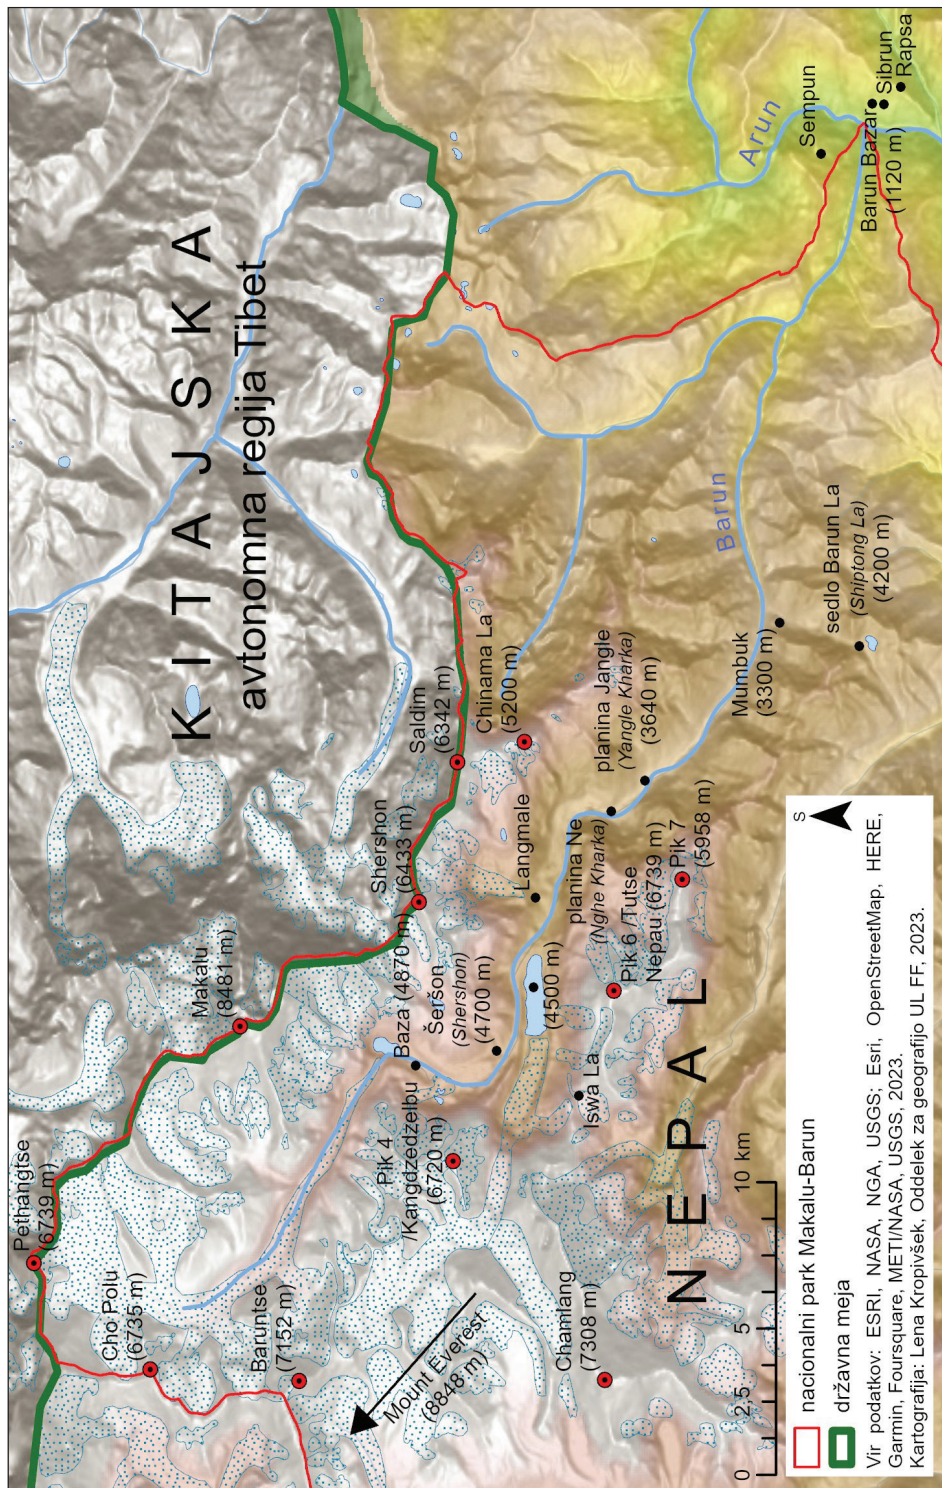 K I T A J S K A
avtonomna regija Tibet
Pethangtse
(6739 m)
Cho Polu
(6735 m)
Baruntse
(7152 m)
Mount Everest
(8848 m)
Chamlang
(7308 m)
Makalu
(8481 m)
Pik 4
/Kangdzedzelbu
(6720 m)
Baza (4870 m)
Šeršon
(Shershon)
(4700 m)
Shershon
(6433 m)
Saldim
(6342 m)
Chinama La
(5200 m)
Langmale
(4500 m)
Iswa La
planina Ne
(Nghe Kharka)
Pik 6 /Tutse
Nepau (6739 m)
Pik 7
(5958 m)
planina Jangle
(Yangle Kharka)
(3640 m)
Mumbuk
(3300 m)
sedlo Barun La
(Shiptong La)
(4200 m)
Barun
Arun
Sempun
Barun Bazar
(1120 m)
Sibrun
Rapsa
N E P A L
0 2,5 5 10 km
S
nacionalni park Makalu-Barun
državna meja
Vir podatkov: ESRI, NASA, NGA, USGS; Esri, OpenStreetMap, HERE,
Garmin, Foursquare, METI/NASA, USGS, 2023.
Kartografija: Lena Kropivšek, Oddelek za geografijo UL FF, 2023.